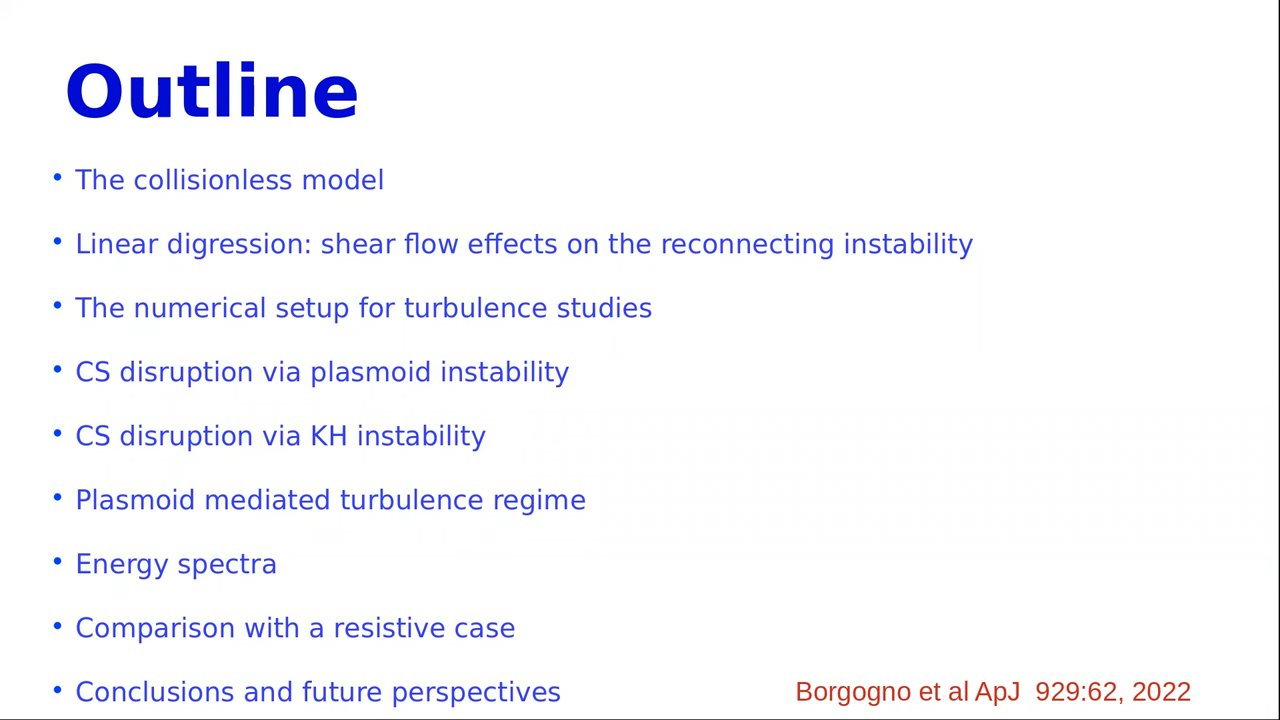 Outline
• The collisionless model
• Linear digression: shear flow effects on the reconnecting instability
• The numerical setup for turbulence studies
• CS disruption via plasmoid instability
• CS disruption via KH instability
• Plasmoid mediated turbulence regime
• Energy spectra
• Comparison with a resistive case
• Conclusions and future perspectives
Borgogno et al ApJ 929:62, 2022